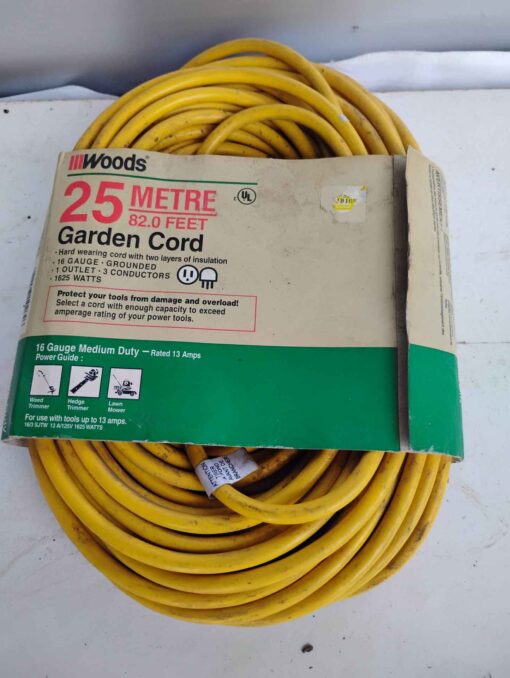 Woods®
25 METRE
82.0 FEET
Garden Cord
UL
· Hard wearing cord with two layers of insulation
· 16 GAUGE · GROUNDED
· 1 OUTLET · 3 CONDUCTORS
· 1625 WATTS
Protect your tools from damage and overload!
Select a cord with enough capacity to exceed
amperage rating of your power tools.
16 Gauge Medium Duty – Rated 13 Amps
Power Guide :
Weed Trimmer
Hedge Trimmer
Lawn Mower
For use with tools up to 13 amps.
16/3 SJTW 13 A/125V 1625 WATTS
ATTENTION